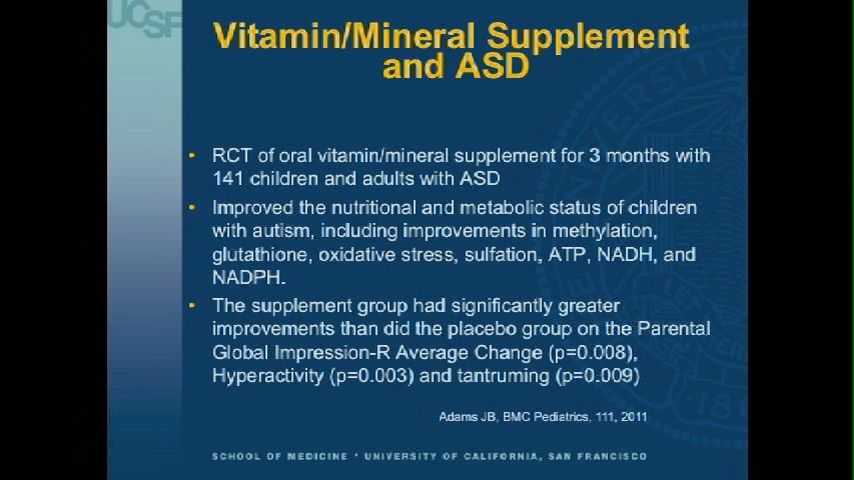 UCSF
Vitamin/Mineral Supplement
and ASD
• RCT of oral vitamin/mineral supplement for 3 months with
141 children and adults with ASD
• Improved the nutritional and metabolic status of children
with autism, including improvements in methylation,
glutathione, oxidative stress, sulfation, ATP, NADH, and
NADPH.
• The supplement group had significantly greater
improvements than did the placebo group on the Parental
Global Impression-R Average Change (p=0.008),
Hyperactivity (p=0.003) and tantruming (p=0.009)
Adams JB, BMC Pediatrics, 111, 2011
SCHOOL OF MEDICINE * UNIVERSITY OF CALIFORNIA, SAN FRANCISCO